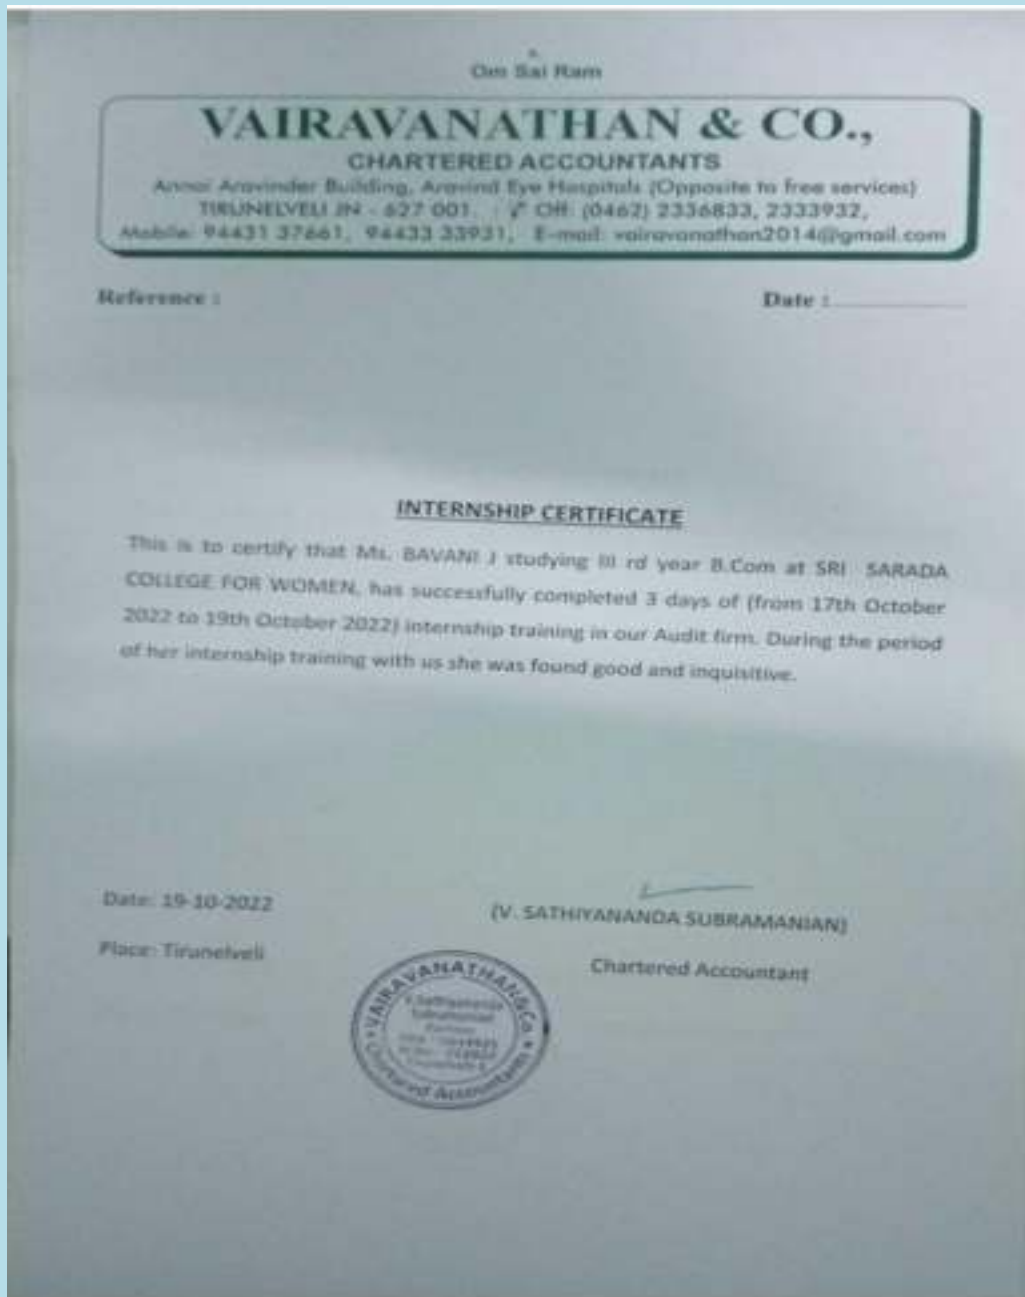 Om Sai Ram
VAIRAVANATHAN & CO.,
CHARTERED ACCOUNTANTS
Annai Aravinder Building, Aravind Eye Hospitals (Opposite to free services)
TIRUNELVELI JN - 627 001. Off: (0462) 2336833, 2333932,
Mobile: 94431 37661, 94433 33931, E-mail: vairavanathan2014@gmail.com
Reference :
Date :
INTERNSHIP CERTIFICATE
This is to certify that Ms. BAVANI J studying III rd year B.Com at SRI SARADA
COLLEGE FOR WOMEN, has successfully completed 3 days of (from 17th October
2022 to 19th October 2022) internship training in our Audit firm. During the period
of her internship training with us she was found good and inquisitive.
Date: 19-10-2022
(V. SATHIYANANDA SUBRAMANIAN)
Place: Tirunelveli
Chartered Accountant
VAIRAVANATHAN & Co
Chartered Accountants